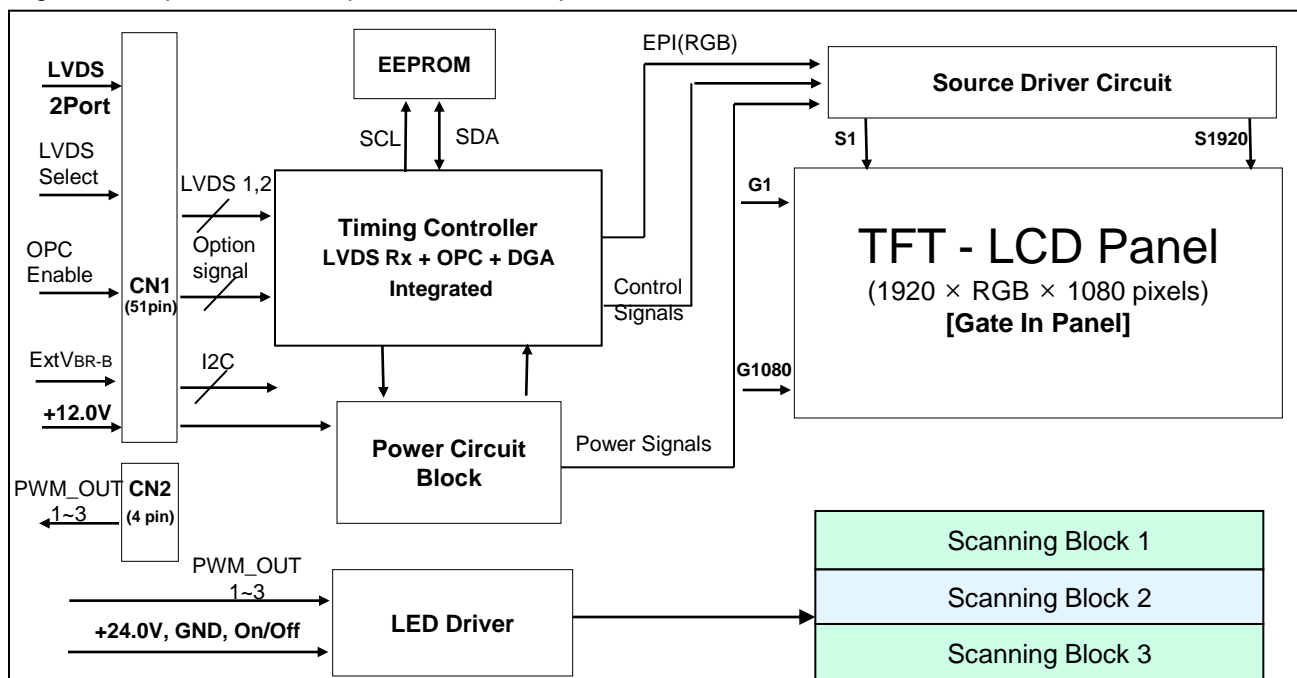 EPI(RGB)
EEPROM
Source Driver Circuit
LVDS
2Port
SCL
SDA
S1
S1920
LVDS
Select
LVDS 1,2
G1
Timing Controller
LVDS Rx + OPC + DGA
Integrated
TFT - LCD Panel
(1920 × RGB × 1080 pixels)
[Gate In Panel]
OPC
Enable
Option
signal
CN1
(51pin)
Control
Signals
ExtVBR-B
I2C
G1080
+12.0V
Power Circuit
Block
Power Signals
PWM_OUT
1~3
CN2
(4 pin)
Scanning Block 1
PWM_OUT
1~3
Scanning Block 2
LED Driver
+24.0V, GND, On/Off
Scanning Block 3